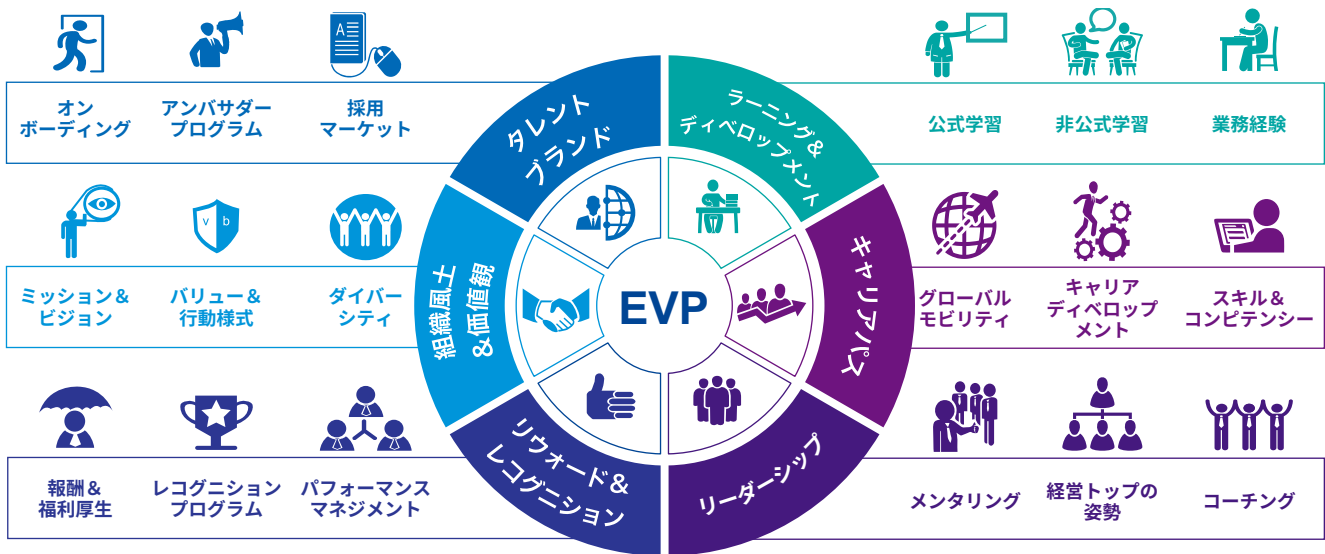 オン
ボーディング
アンバサダー
プログラム
採用
マーケット
A
タレント
ブランド
ラーニング&
ディベロップメント
公式学習
非公式学習
業務経験
v b
ミッション&
ビジョン
バリュー&
行動様式
ダイバー
シティ
組織風土
&価値観
EVP
キャリアパス
グローバル
モビリティ
キャリア
ディベロップ
メント
スキル&
コンピテンシー
報酬&
福利厚生
レコグニション
プログラム
パフォーマンス
マネジメント
リウォード&
レコグニション
リーダーシップ
メンタリング
経営トップの
姿勢
コーチング